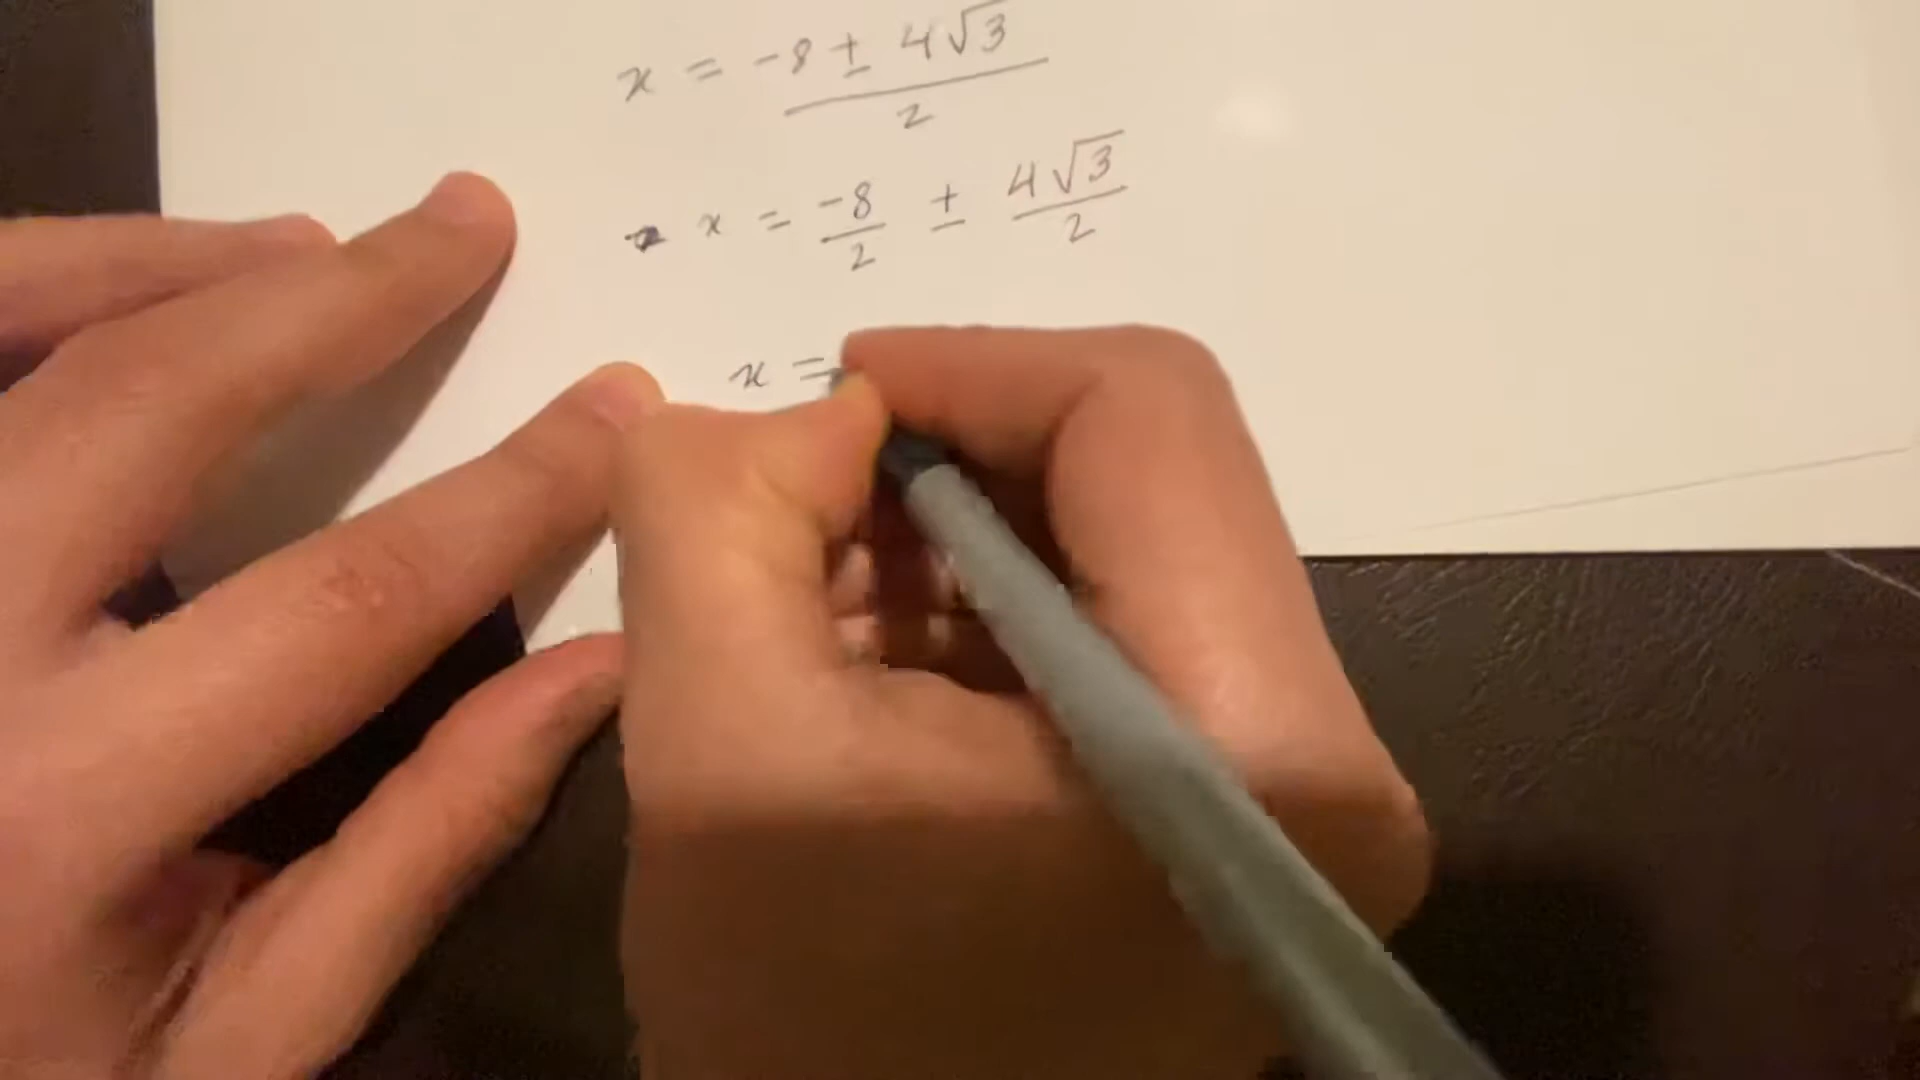 x = -8 ± 4√3 / 2
x = -8/2 ± 4√3/2
x =